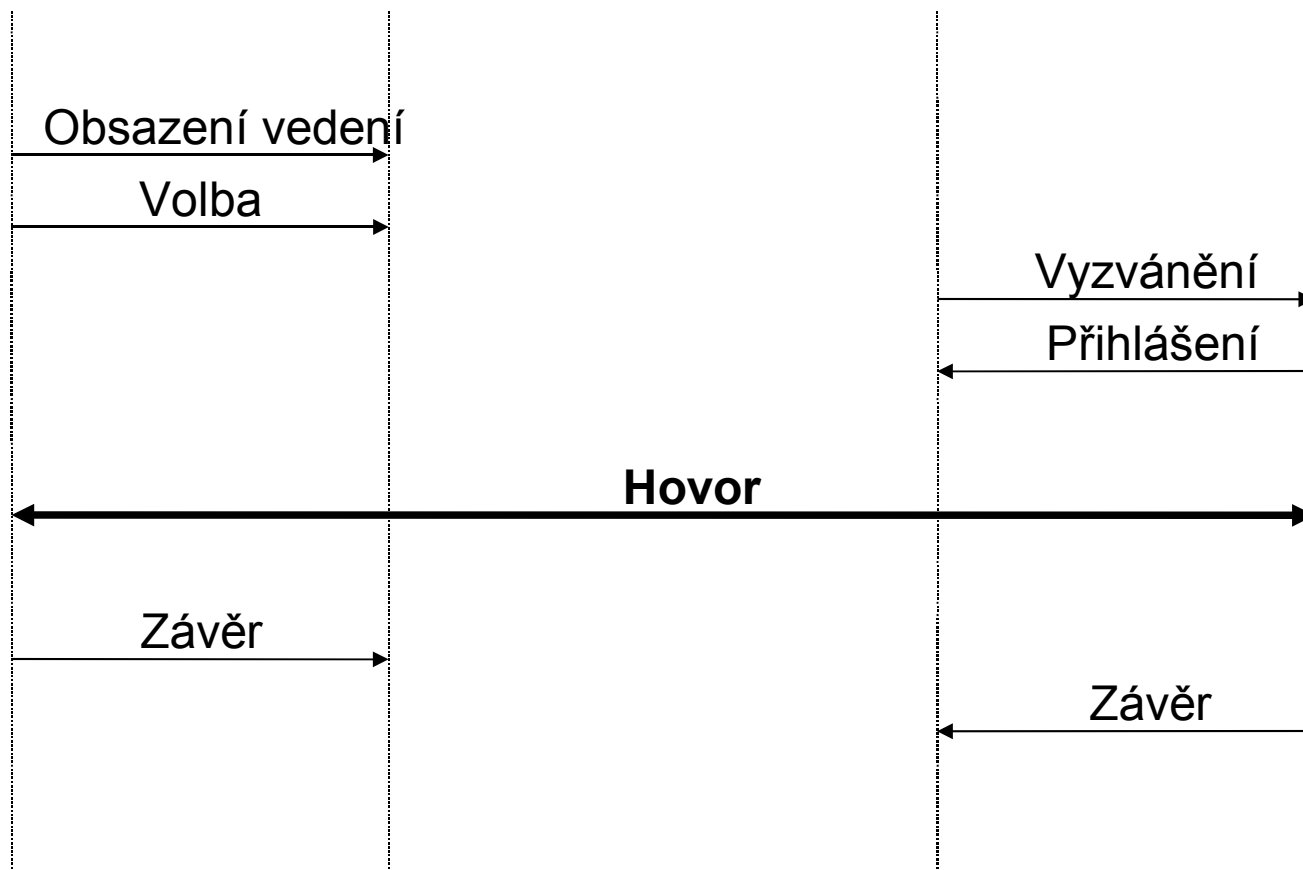 Obsazení vedení
Volba
Vyzvánění
Přihlášení
Hovor
Závěr
Závěr